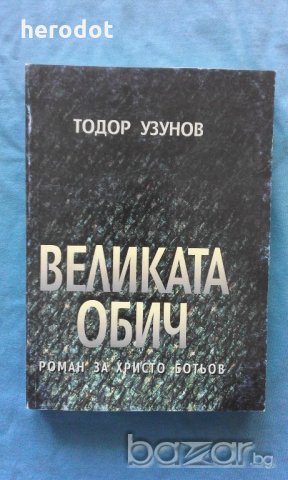 herodot
ТОДОР УЗУНОВ
ВЕЛИКАТА
ОБИЧ
РОМАН ЗА ХРИСТО БОТЬОВ
bazar.bg